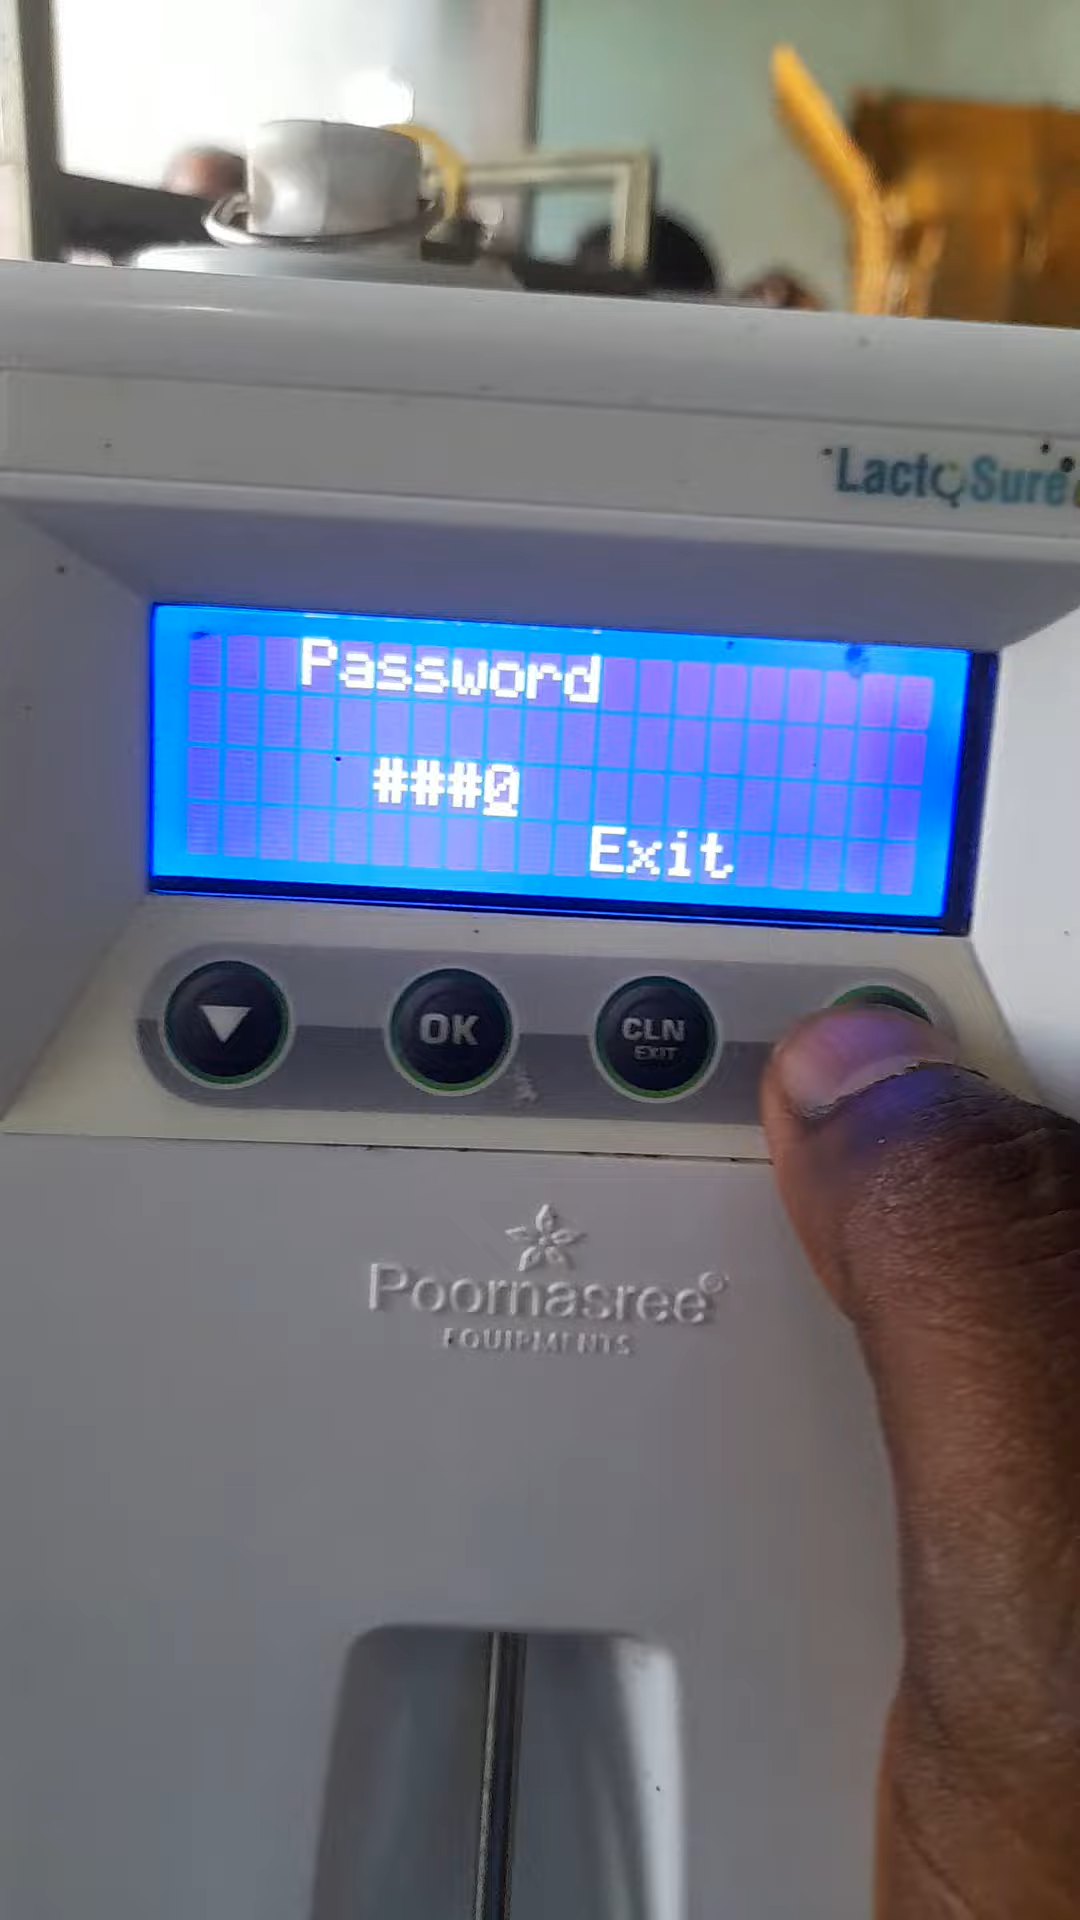 LactoSure
Password
###0
Exit
OK
CLN
EXIT
Poornasree
EQUIPMENTS